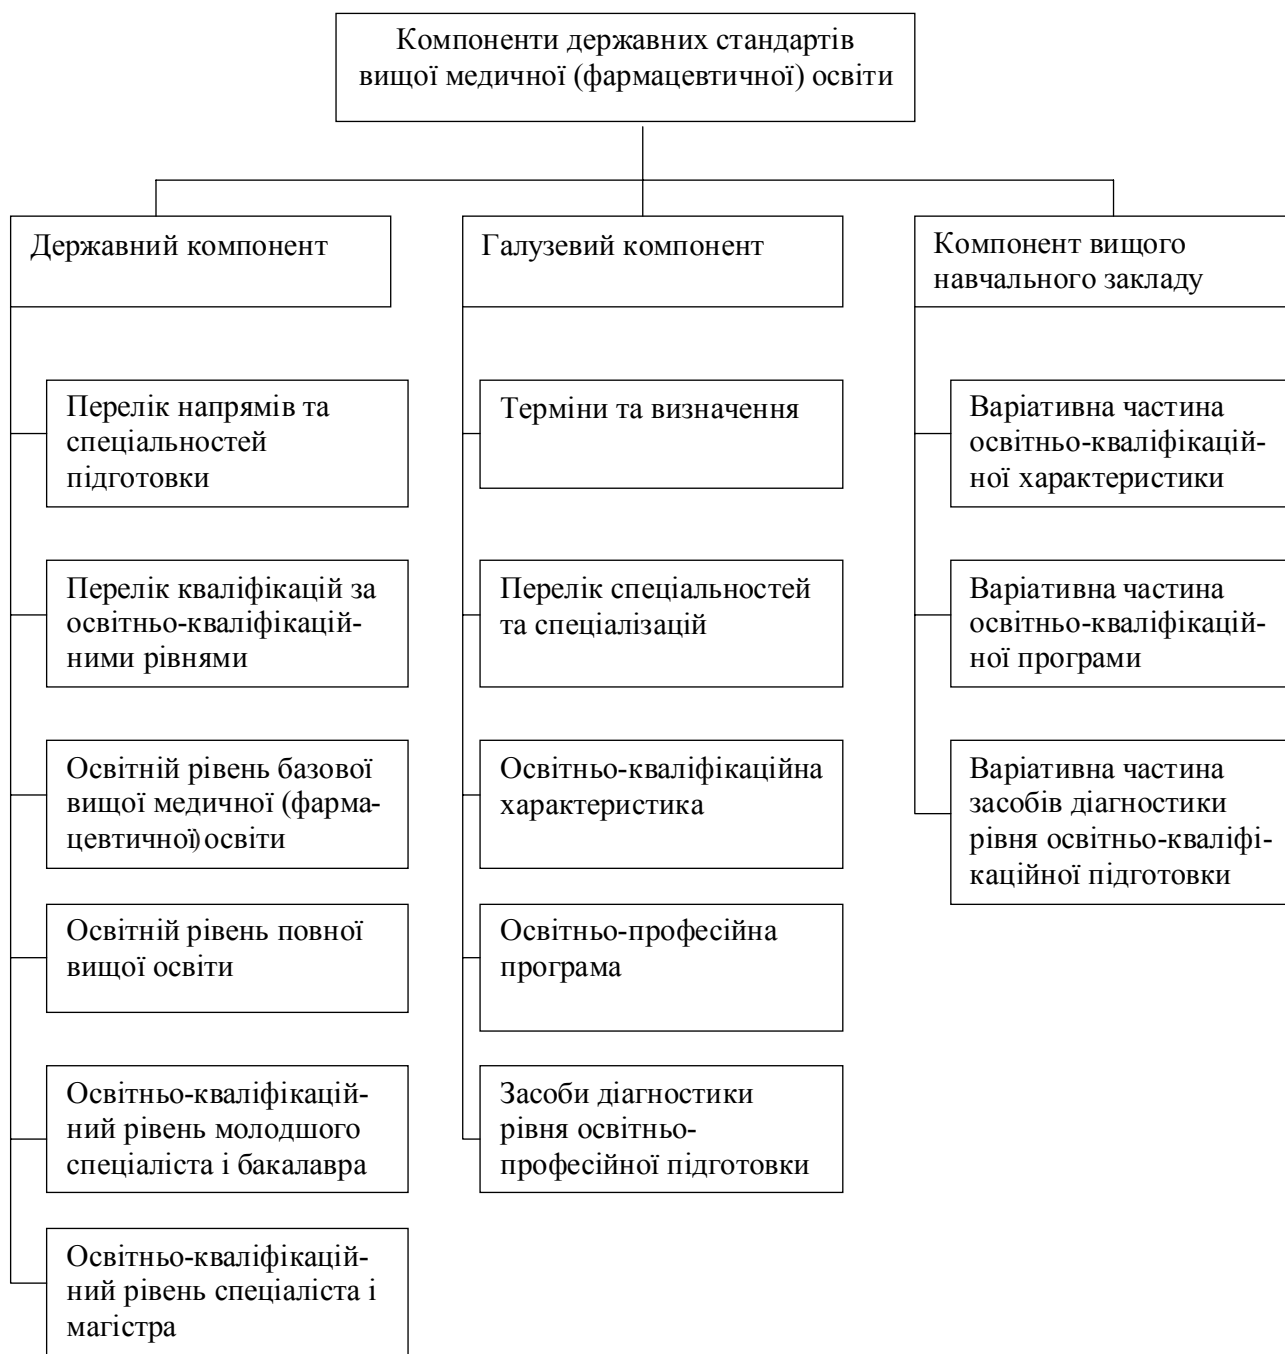 Компоненти державних стандартів
вищої медичної (фармацевтичної) освіти
Державний компонент
Перелік напрямів та
спеціальностей
підготовки
Перелік кваліфікацій за
освітньо-кваліфікацій-
ними рівнями
Освітній рівень базової
вищої медичної (фарма-
цевтичної) освіти
Освітній рівень повної
вищої освіти
Освітньо-кваліфікацій-
ний рівень молодшого
спеціаліста і бакалавра
Освітньо-кваліфікацій-
ний рівень спеціаліста і
магістра
Галузевий компонент
Терміни та визначення
Перелік спеціальностей
та спеціалізацій
Освітньо-кваліфікаційна
характеристика
Освітньо-професійна
програма
Засоби діагностики
рівня освітньо-
професійної підготовки
Компонент вищого
навчального закладу
Варіативна частина
освітньо-кваліфікацій-
ної характеристики
Варіативна частина
освітньо-кваліфікацій-
ної програми
Варіативна частина
засобів діагностики
рівня освітньо-кваліфі-
каційної підготовки